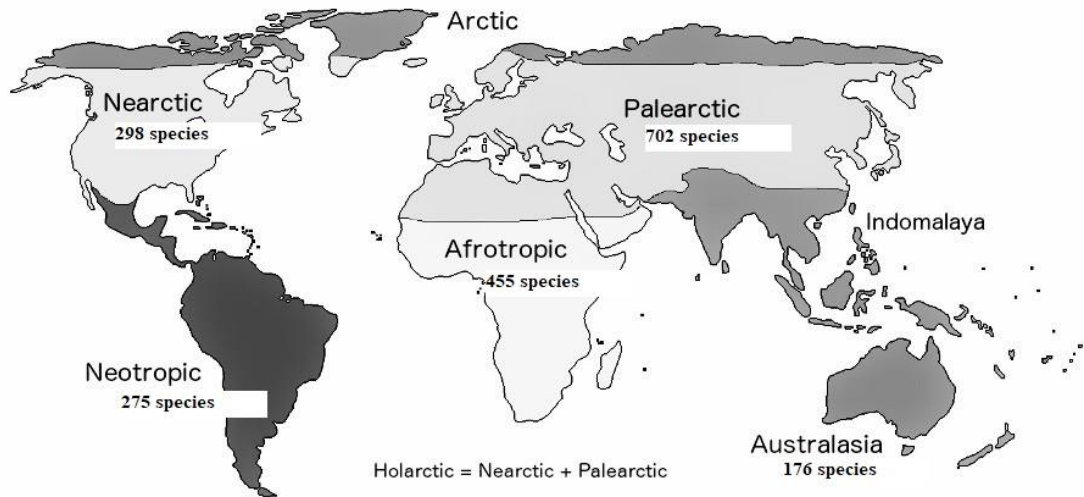 Arctic
Nearctic
298 species
Palearctic
702 species
Indomalaya
Afrotropic
455 species
Neotropic
275 species
Australasia
176 species
Holarctic = Nearctic + Palearctic